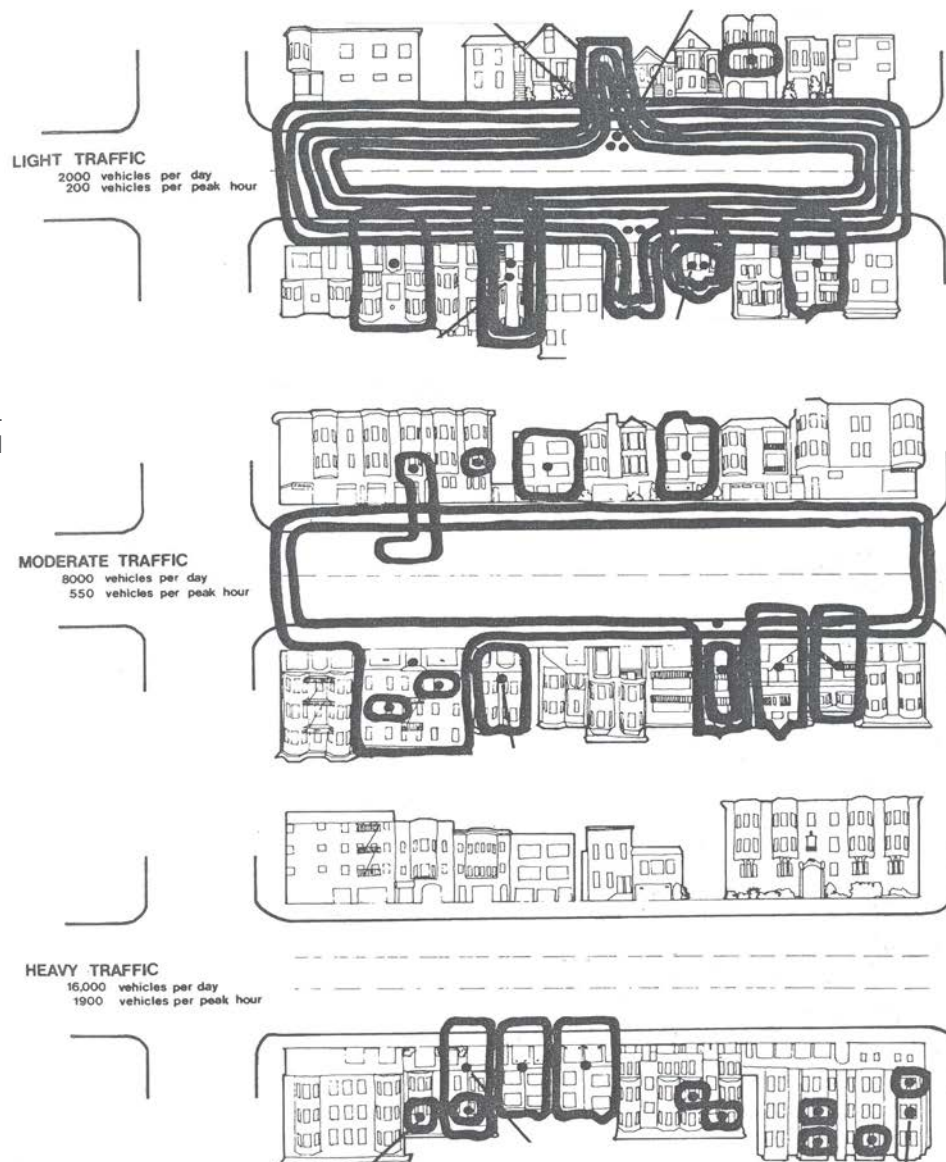 LIGHT TRAFFIC
2000 vehicles per day
200 vehicles per peak hour
MODERATE TRAFFIC
8000 vehicles per day
550 vehicles per peak hour
HEAVY TRAFFIC
16,000 vehicles per day
1900 vehicles per peak hour